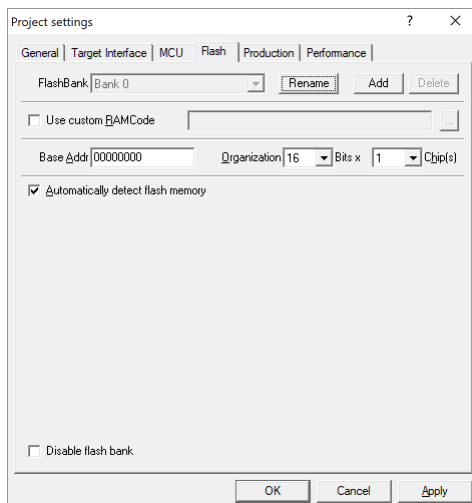 Project settings ? ×
General Target Interface MCU Flash Production Performance
FlashBank Bank 0 Rename Add Delete
Use custom RAMCode ...
Base Addr 00000000 Organization 16 Bits x 1 Chip(s)
Automatically detect flash memory
Disable flash bank
OK Cancel Apply